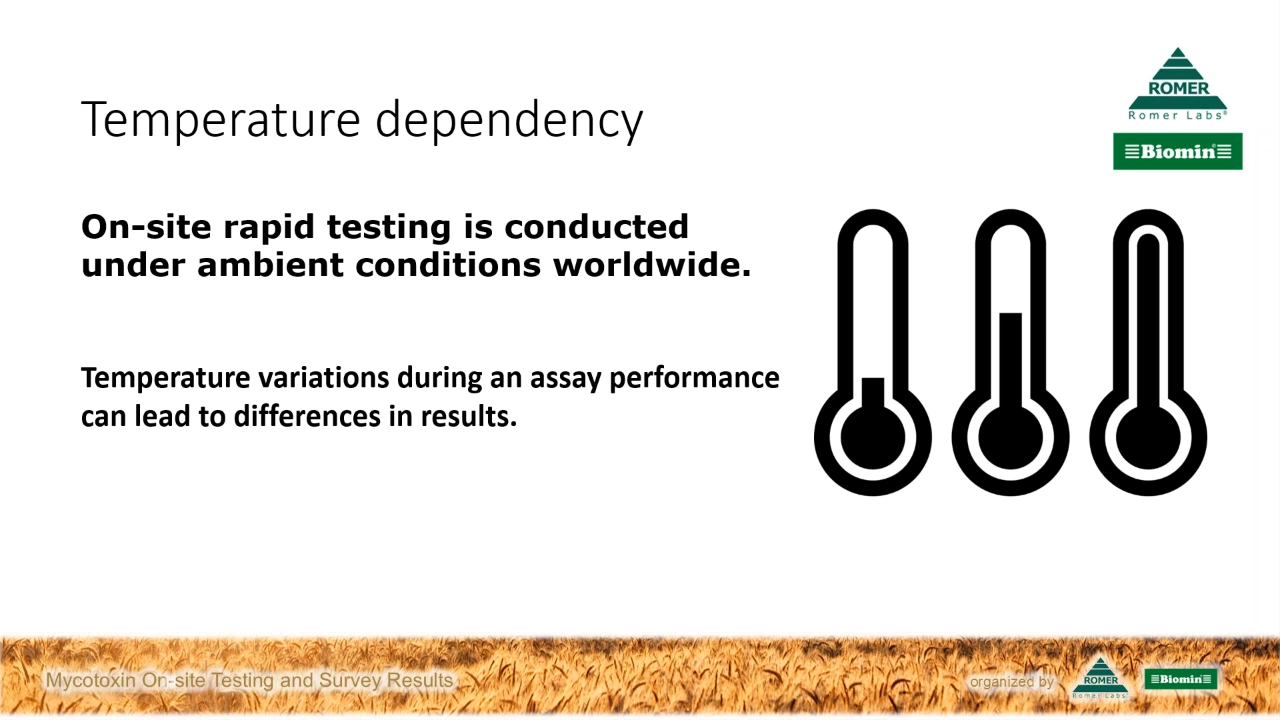 Temperature dependency
ROMER
Romer Labs®
Biomin®
On-site rapid testing is conducted
under ambient conditions worldwide.
Temperature variations during an assay performance
can lead to differences in results.
Mycotoxin On-site Testing and Survey Results
organized by
ROMER
Romer Labs®
Biomin®